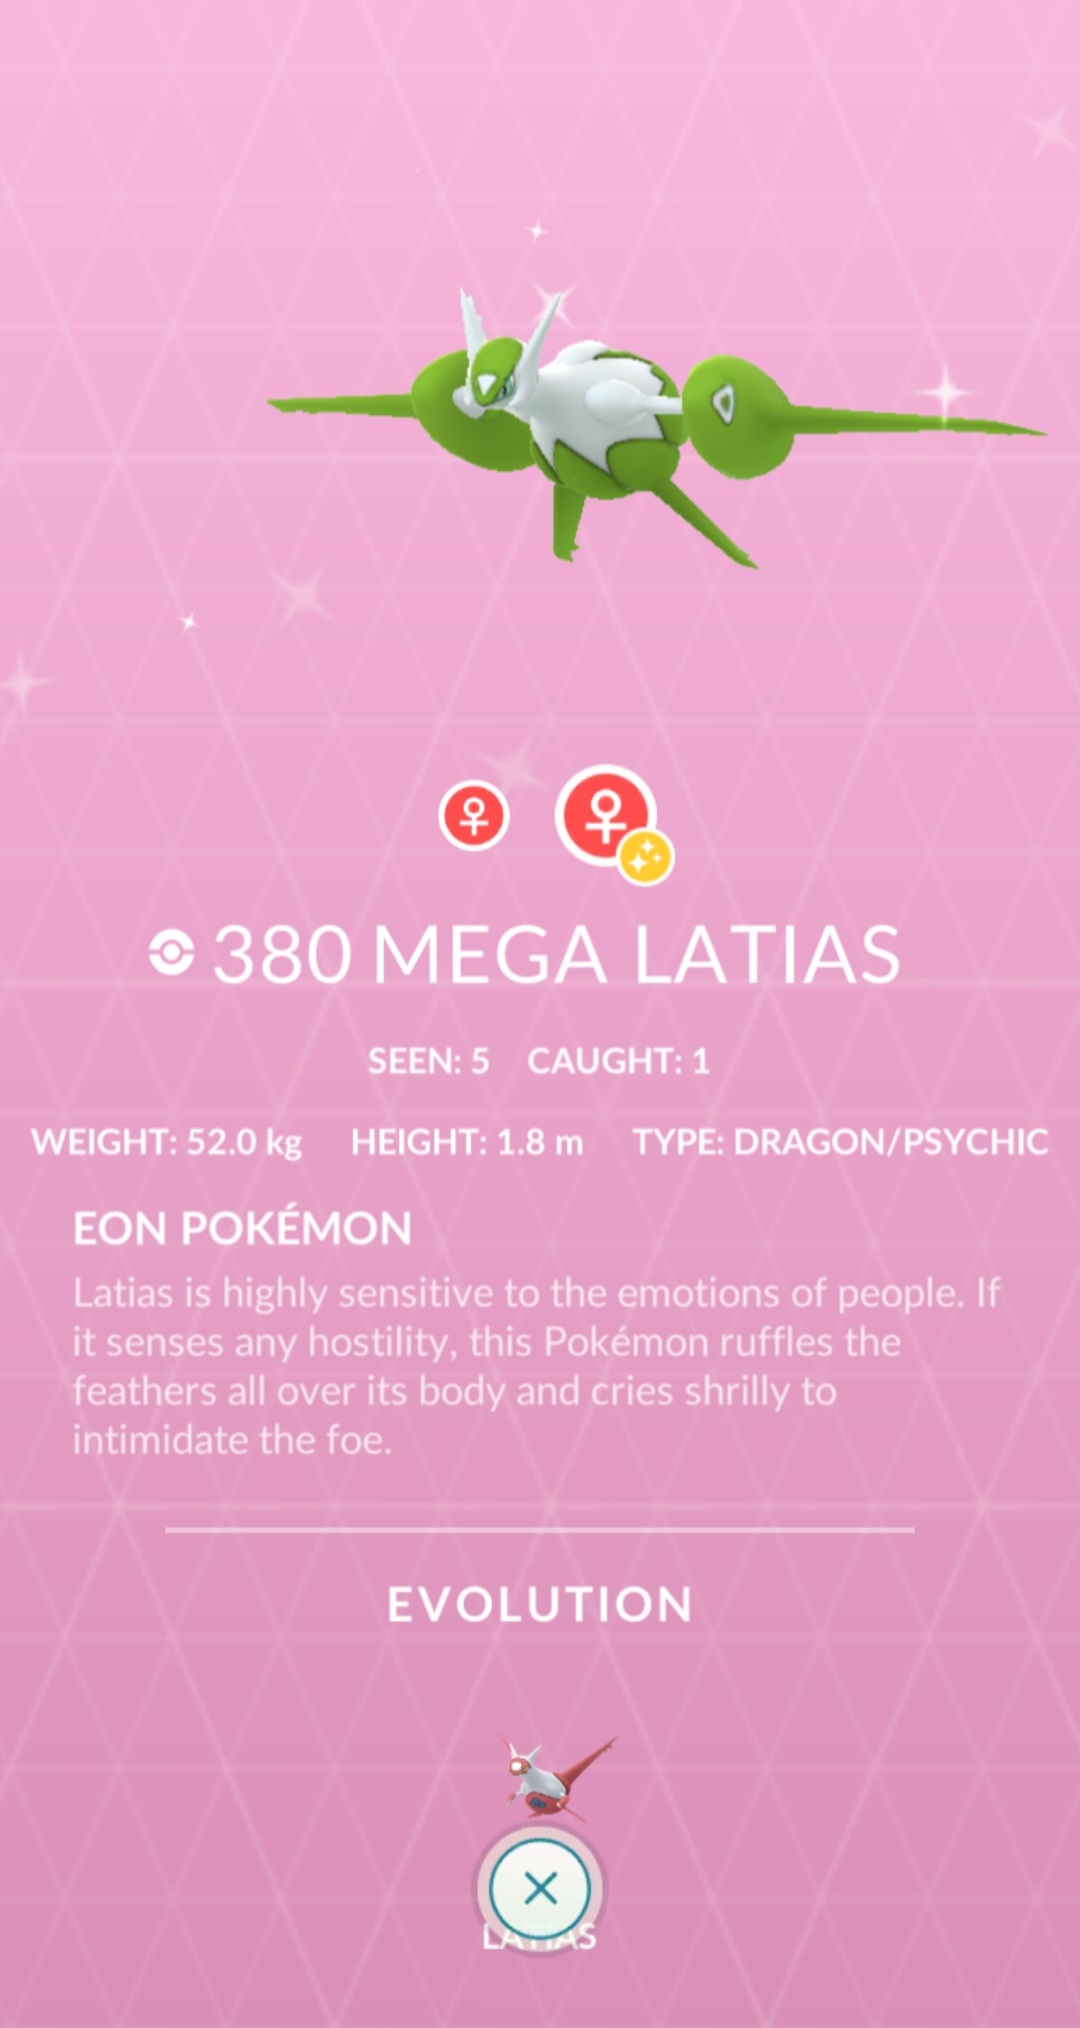 380 MEGA LATIAS
SEEN: 5 CAUGHT: 1
WEIGHT: 52.0 kg HEIGHT: 1.8 m TYPE: DRAGON/PSYCHIC
EON POKÉMON
Latias is highly sensitive to the emotions of people. If
it senses any hostility, this Pokémon ruffles the
feathers all over its body and cries shrilly to
intimidate the foe.
EVOLUTION
LATIAS